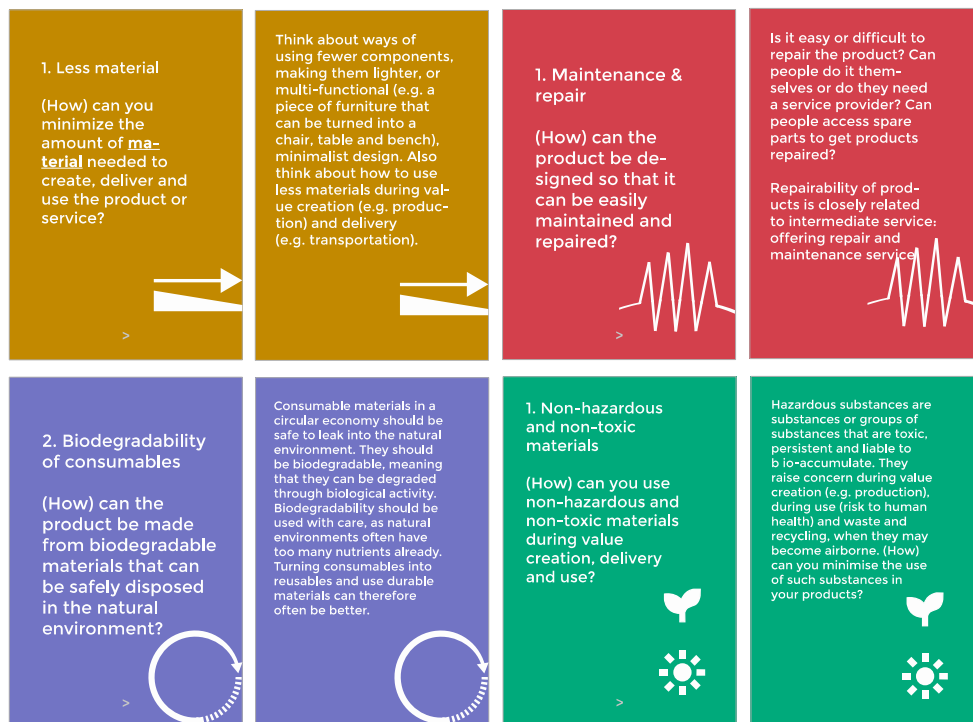 1. Less material
(How) can you
minimize the
amount of ma-
terial needed to
create, deliver and
use the product or
service?
>
Think about ways of
using fewer components,
making them lighter, or
multi-functional (e.g. a
piece of furniture that
can be turned into a
chair, table and bench),
minimalist design. Also
think about how to use
less materials during val-
ue creation (e.g. produc-
tion) and delivery
(e.g. transportation).
1. Maintenance &
repair
(How) can the
product be de-
signed so that it
can be easily
maintained and
repaired?
>
Is it easy or difficult to
repair the product? Can
people do it them-
selves or do they need
a service provider? Can
people access spare
parts to get products
repaired?
Repairability of prod-
ucts is closely related
to intermediate service:
offering repair and
maintenance service
2. Biodegradability
of consumables
(How) can the
product be made
from biodegradable
materials that can
be safely disposed
in the natural
environment?
>
Consumable materials in a
circular economy should be
safe to leak into the natural
environment. They should
be biodegradable, meaning
that they can be degraded
through biological activity.
Biodegradability should be
used with care, as natural
environments often have
too many nutrients already.
Turning consumables into
reusables and use durable
materials can therefore
often be better.
1. Non-hazardous
and non-toxic
materials
(How) can you use
non-hazardous and
non-toxic materials
during value
creation, delivery
and use?
>
Hazardous substances are
substances or groups of
substances that are toxic,
persistent and liable to
b io-accumulate. They
raise concern during value
creation (e.g. production),
during use (risk to human
health) and waste and
recycling, when they may
become airborne. (How)
can you minimise the use
of such substances in
your products?